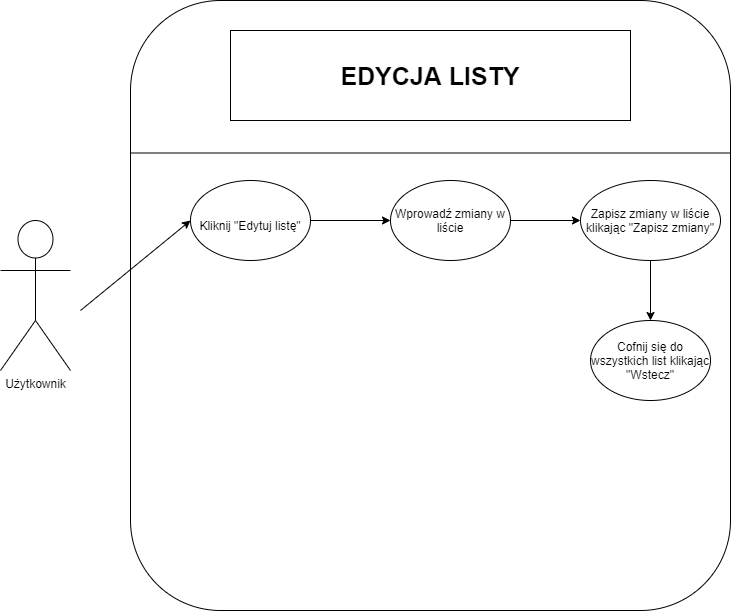 EDYCJA LISTY
Kliknij "Edytuj listę"
Wprowadź zmiany w
liście
Zapisz zmiany w liście
klikając "Zapisz zmiany"
Cofnij się do
wszystkich list klikając
"Wstecz"
Użytkownik